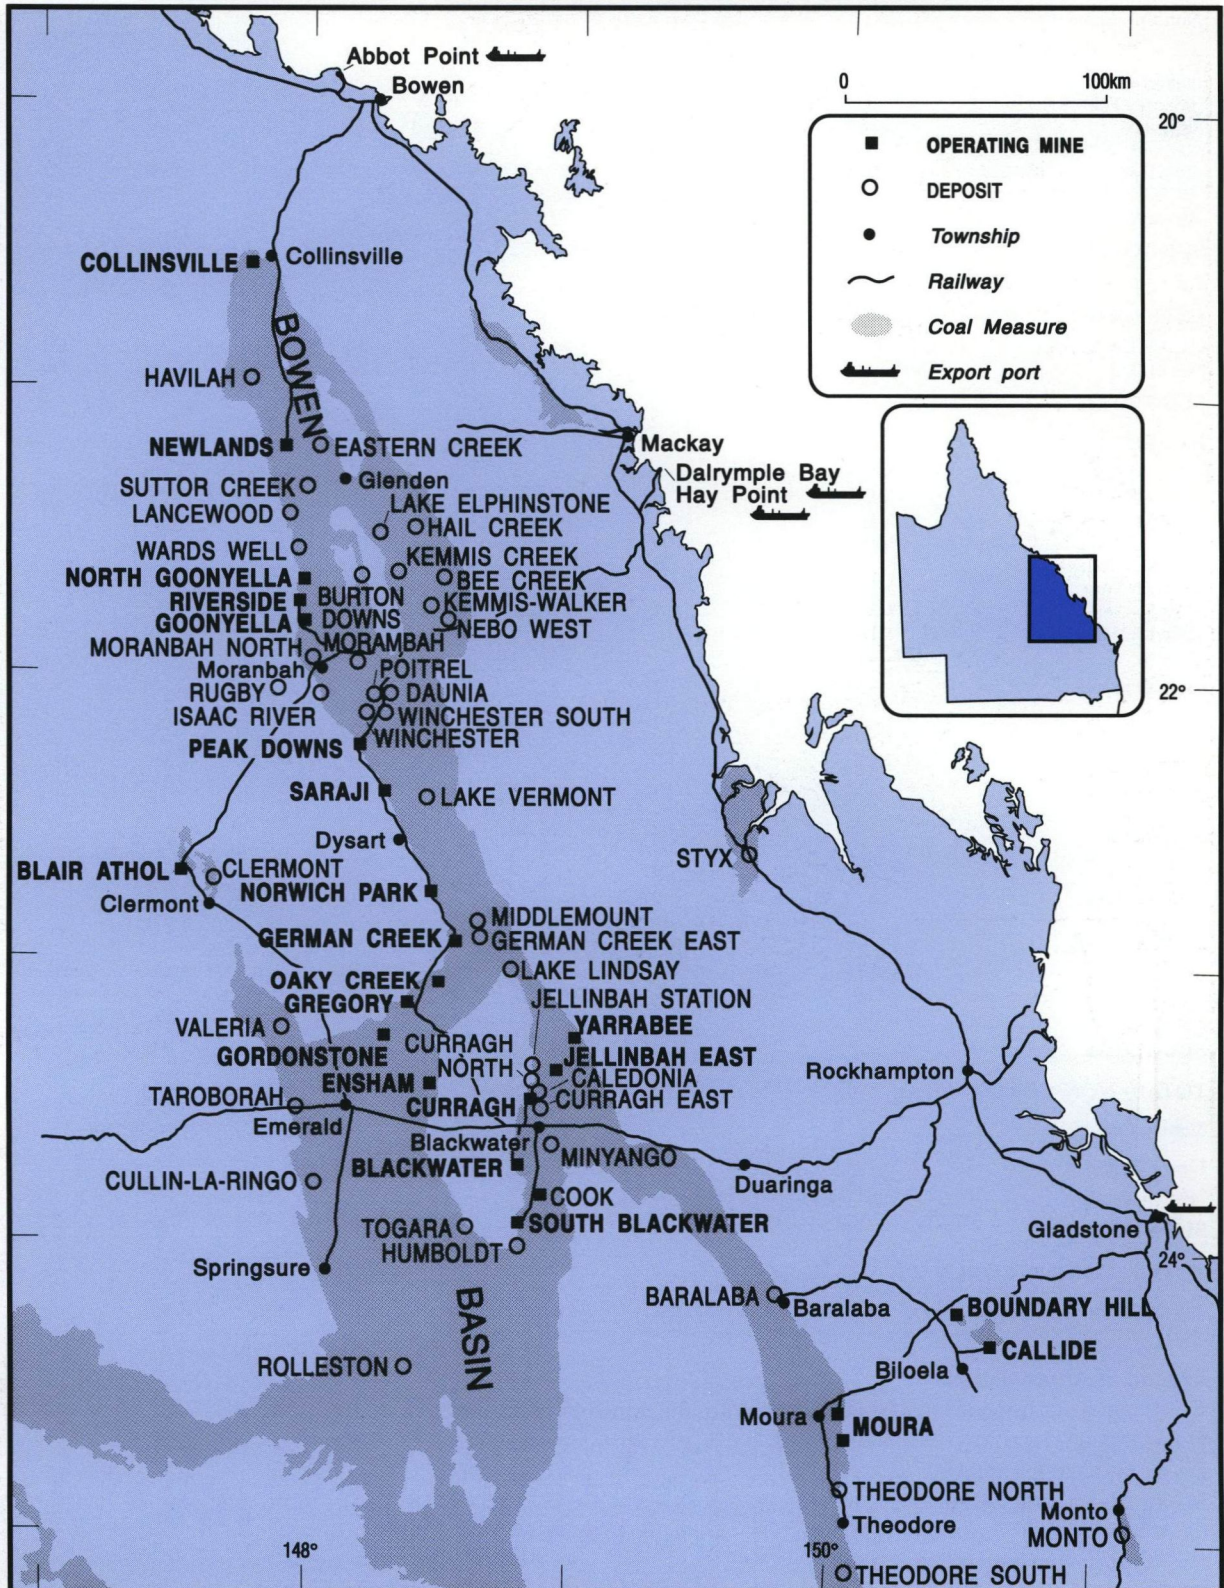 Abbot Point
Bowen
0 100km
20°
OPERATING MINE
DEPOSIT
Township
Railway
Coal Measure
Export port
COLLINSVILLE
Collinsville
BOWEN
HAVILAH
NEWLANDS
EASTERN CREEK
Mackay
Dalrymple Bay
Hay Point
Glenden
SUTTOR CREEK
LANCEWOOD
LAKE ELPHINSTONE
HAIL CREEK
WARDS WELL
KEMMIS CREEK
NORTH GOONYELLA
BEE CREEK
RIVERSIDE
BURTON
DOWNS
KEMMIS-WALKER
GOONYELLA
NEBO WEST
MORANBAH NORTH
MORAMBAH
Moranbah
POITREL
22°
RUGBY
DAUNIA
ISAAC RIVER
WINCHESTER SOUTH
WINCHESTER
PEAK DOWNS
SARAJI
LAKE VERMONT
Dysart
STYX
BLAIR ATHOL
CLERMONT
Clermont
NORWICH PARK
MIDDLEMOUNT
GERMAN CREEK
GERMAN CREEK EAST
LAKE LINDSAY
OAKY CREEK
GREGORY
JELLINBAH STATION
VALERIA
YARRABEE
GORDONSTONE
CURRAGH
NORTH
JELLINBAH EAST
Rockhampton
ENSHAM
CALEDONIA
TAROBORAH
CURRAGH
CURRAGH EAST
Emerald
Blackwater
BLACKWATER
MINYANGO
Duaringa
CULLIN-LA-RINGO
COOK
TOGARA
SOUTH BLACKWATER
Gladstone
HUMBOLDT
24°
Springsure
BASIN
BARALABA
Baralaba
BOUNDARY HILL
CALLIDE
ROLLESTON
Biloela
Moura
MOURA
THEODORE NORTH
Monto
Theodore
MONTO
148°
150°
THEODORE SOUTH